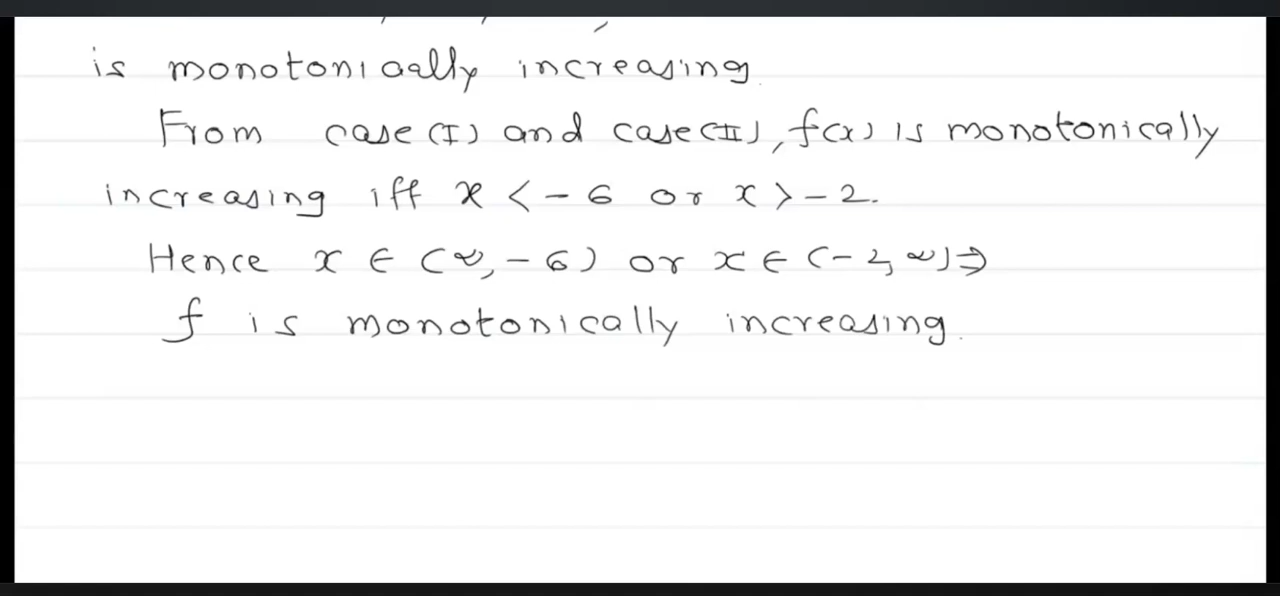 is monotonically increasing.
From case (I) and case (II), f(x) is monotonically
increasing iff x < - 6 or x > - 2.
Hence x ∈ (∞, - 6) or x ∈ (- 2, ∞) ⇒
f is monotonically increasing.